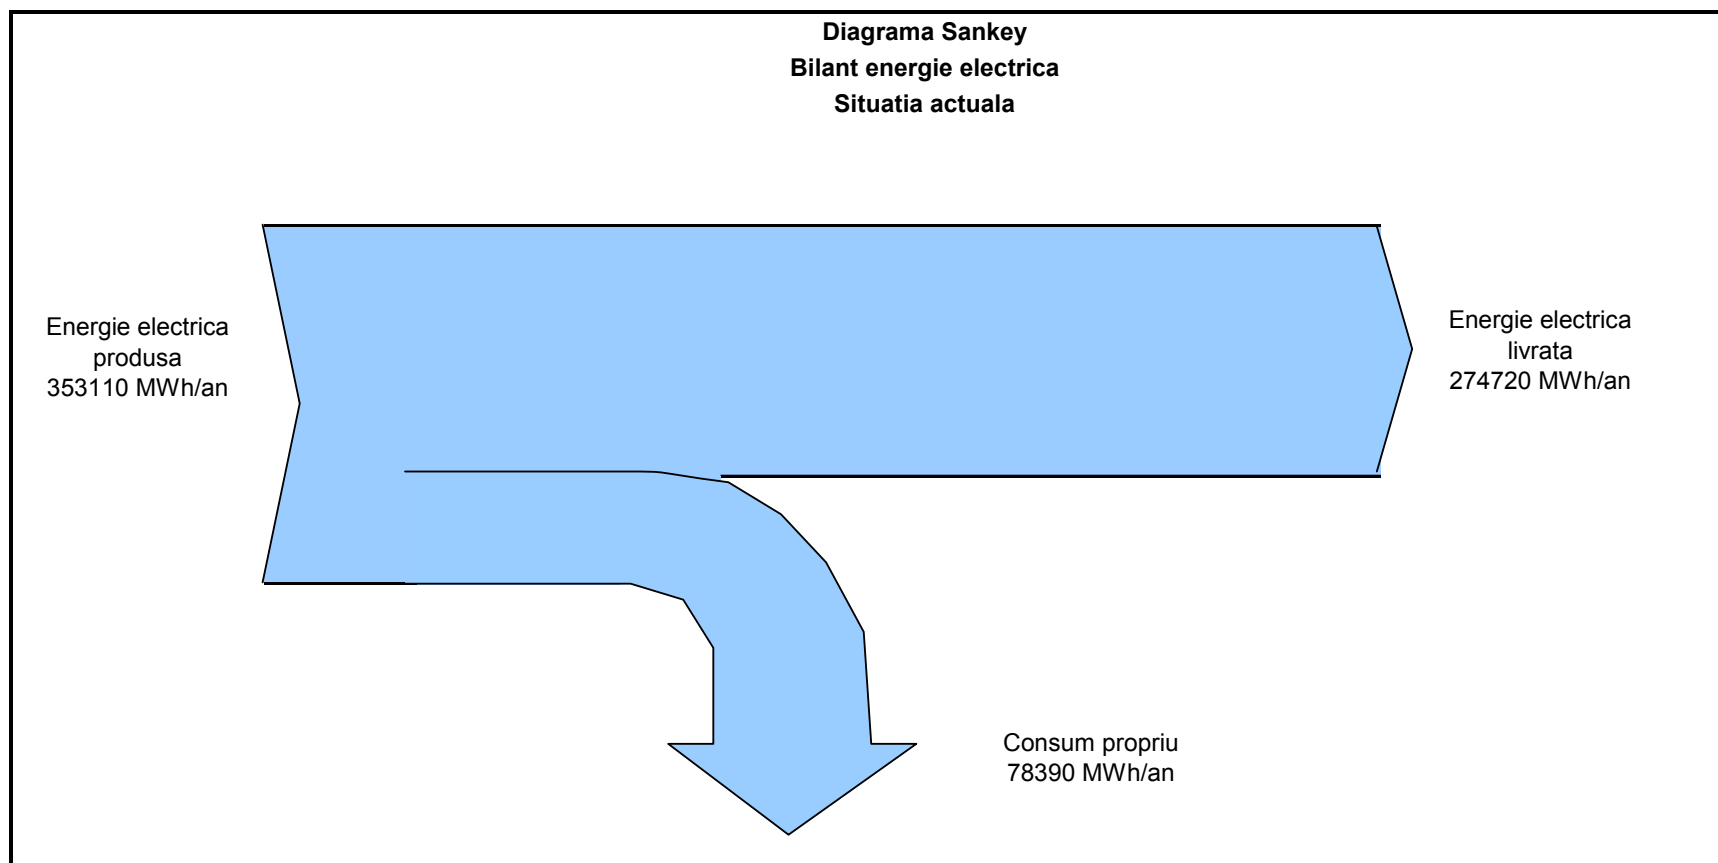 Diagrama Sankey
Bilant energie electrica
Situatia actuala
Energie electrica
produsa
353110 MWh/an
Energie electrica
livrata
274720 MWh/an
Consum propriu
78390 MWh/an